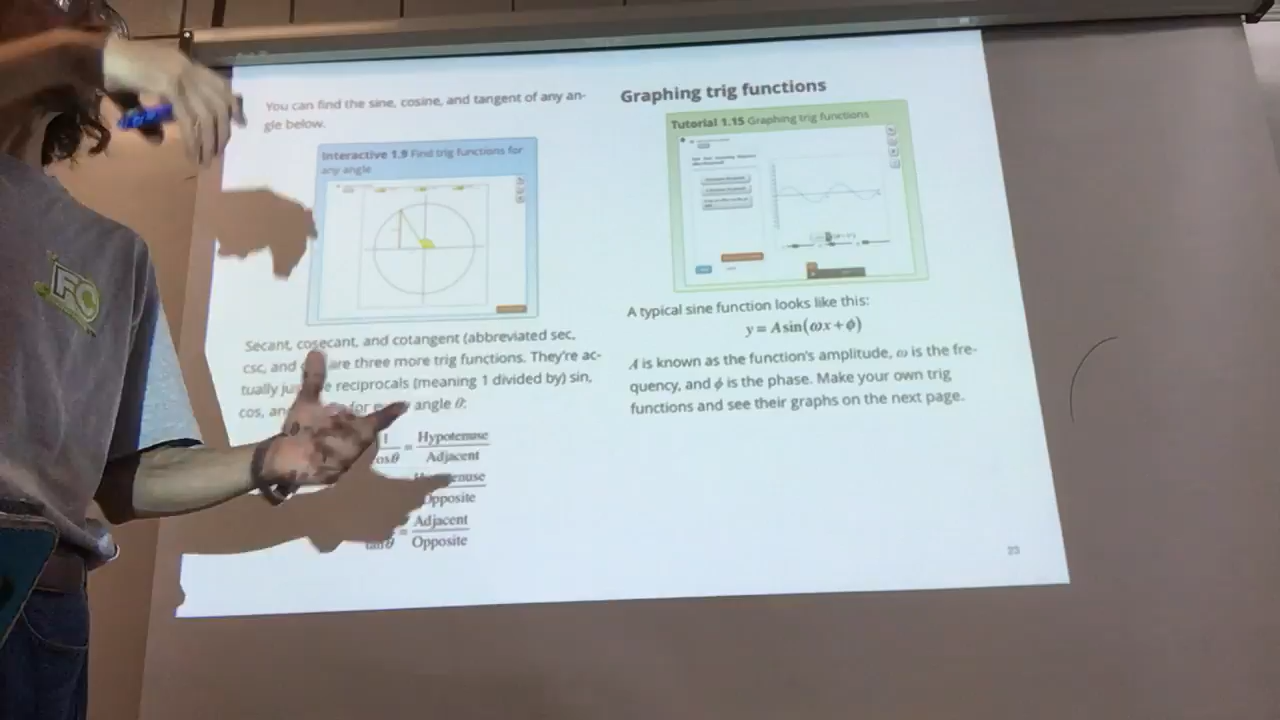 You can find the sine, cosine, and tangent of any an-
gle below.
Interactive 1.9 Find trig functions for
any angle
Secant, cosecant, and cotangent (abbreviated sec,
csc, and are three more trig functions. They're ac-
tually reciprocals (meaning 1 divided by) sin,
cos, for angle θ:
1 Hypotenuse
cosθ = Adjacent
Opposite
Adjacent
tanθ = Opposite
Graphing trig functions
Tutorial 1.15 Graphing trig functions
A typical sine function looks like this:
y = A sin(ωx + ϕ)
A is known as the function's amplitude, ω is the fre-
quency, and ϕ is the phase. Make your own trig
functions and see their graphs on the next page.
23
FC